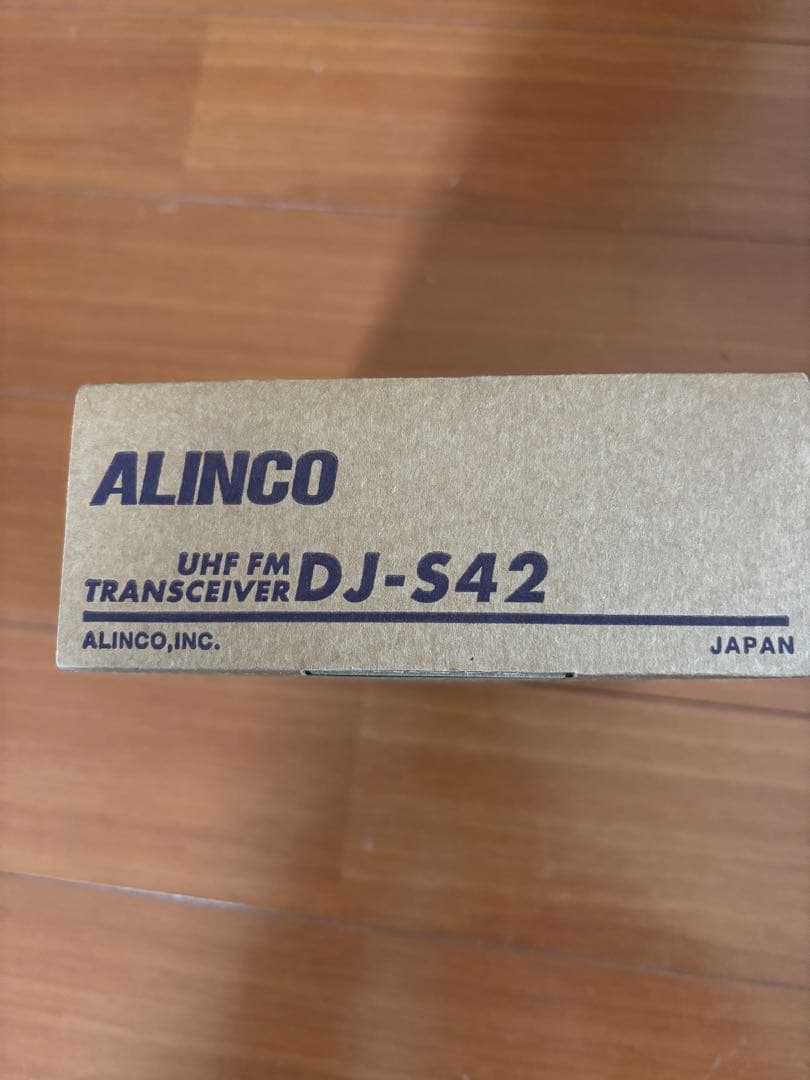 ALINCO
UHF FM
TRANSCEIVER DJ-S42
ALINCO,INC.
JAPAN